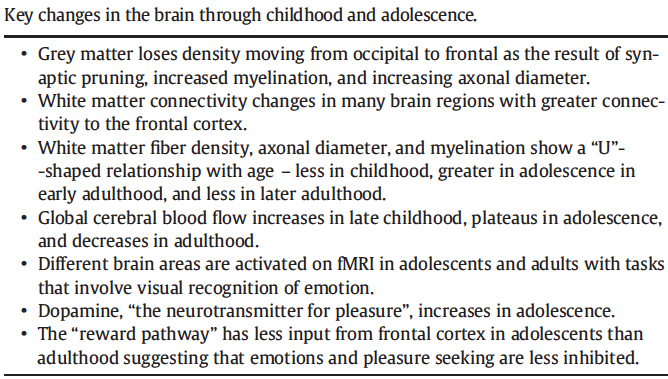 Key changes in the brain through childhood and adolescence.
• Grey matter loses density moving from occipital to frontal as the result of syn-
aptic pruning, increased myelination, and increasing axonal diameter.
• White matter connectivity changes in many brain regions with greater connec-
tivity to the frontal cortex.
• White matter fiber density, axonal diameter, and myelination show a “U”-
-shaped relationship with age – less in childhood, greater in adolescence in
early adulthood, and less in later adulthood.
• Global cerebral blood flow increases in late childhood, plateaus in adolescence,
and decreases in adulthood.
• Different brain areas are activated on fMRI in adolescents and adults with tasks
that involve visual recognition of emotion.
• Dopamine, “the neurotransmitter for pleasure”, increases in adolescence.
• The “reward pathway” has less input from frontal cortex in adolescents than
adulthood suggesting that emotions and pleasure seeking are less inhibited.